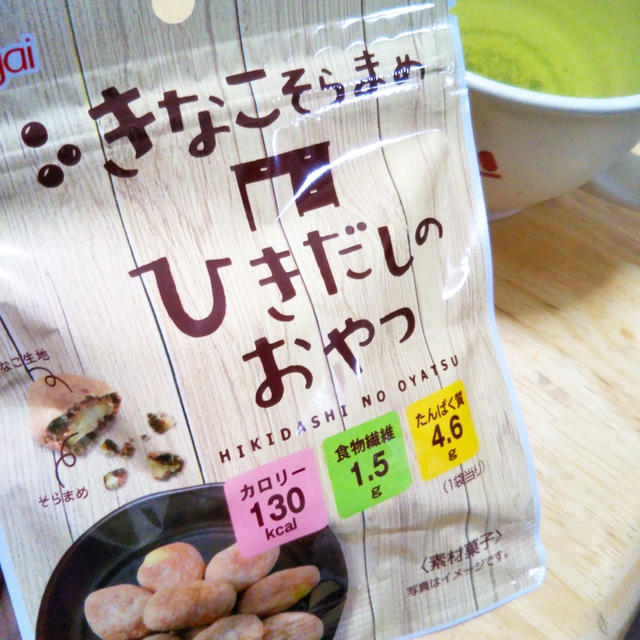 gai
きなこそらまめ
ひきだしの
おやつ
HIKIDASHI NO OYATSU
なこ生地
そらまめ
カロリー
130
kcal
食物繊維
1.5
g
たんぱく質
4.6
g
(1袋当り)
〈素材菓子〉
写真はイメージです。